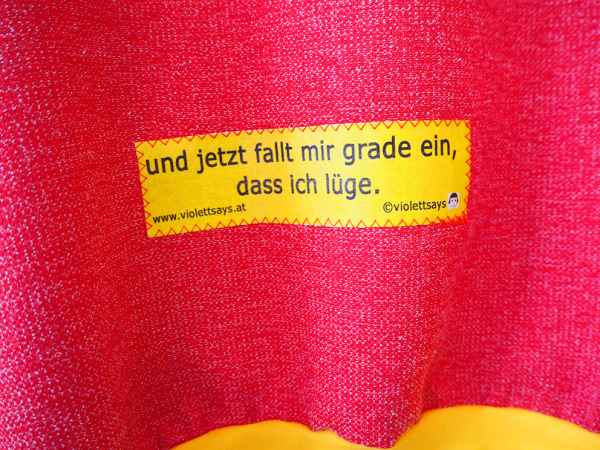 und jetzt fallt mir grade ein,
dass ich lüge.
www.violettsays.at ©violettsays